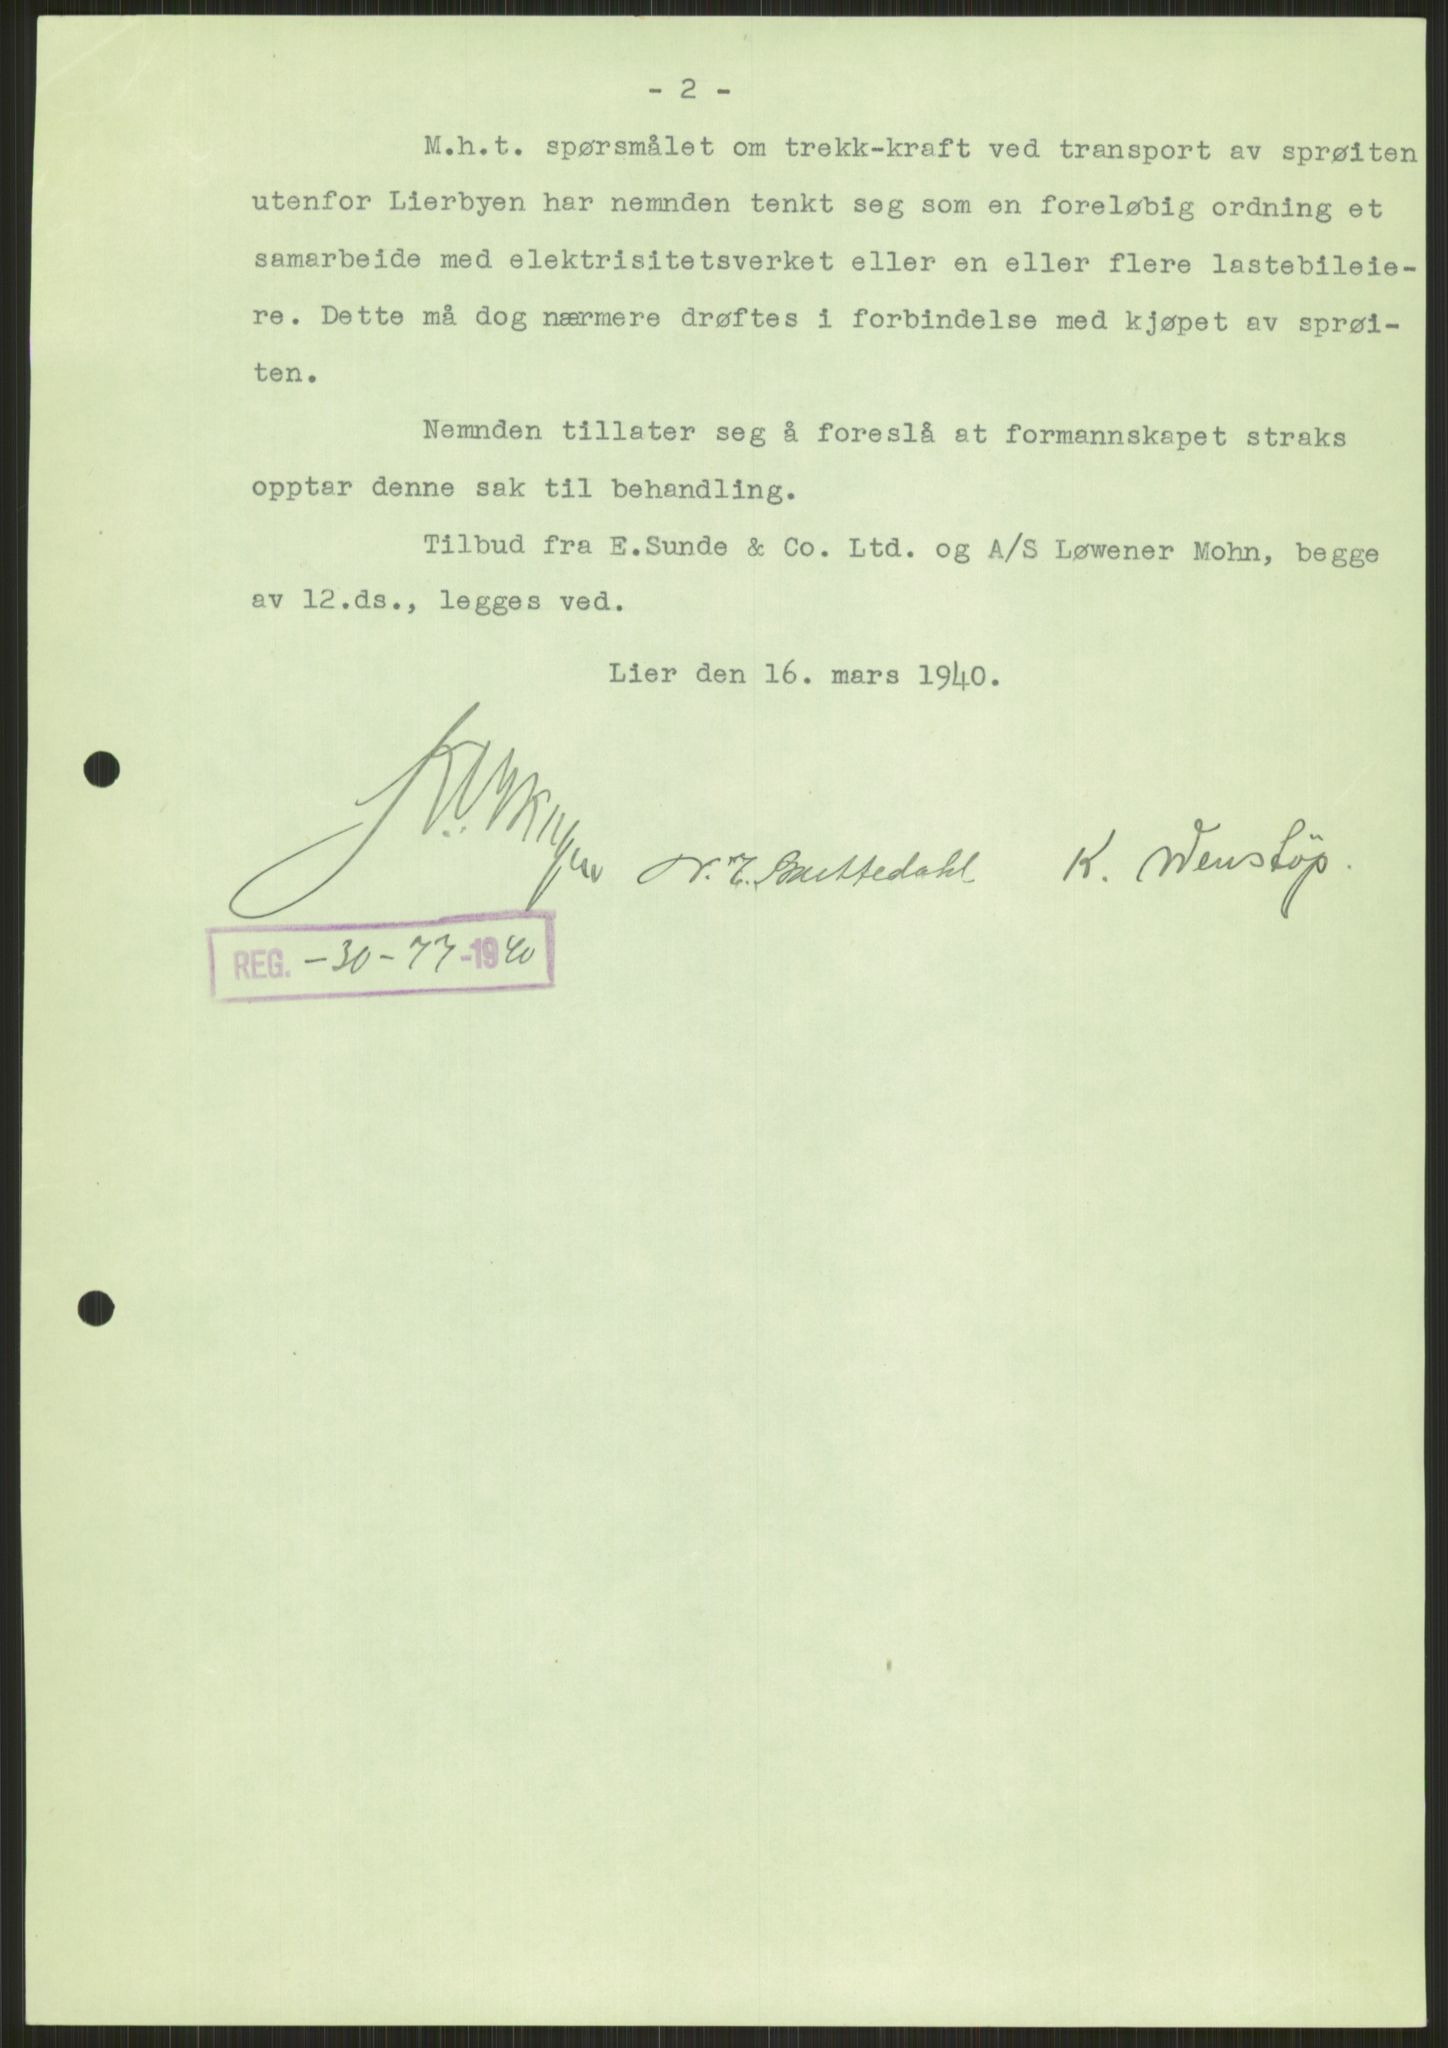 - 2 -
M.h.t. spørsmålet om trekk-kraft ved transport av sprøiten
utenfor Lierbyen har nemnden tenkt seg som en foreløbig ordning et
samarbeide med elektrisitetsverket eller en eller flere lastebileie-
re. Dette må dog nærmere drøftes i forbindelse med kjøpet av sprøi-
ten.
Nemnden tillater seg å foreslå at formannskapet straks
opptar denne sak til behandling.
Tilbud fra E.Sunde & Co. Ltd. og A/S Løwener Mohn, begge
av 12.ds., legges ved.
Lier den 16. mars 1940.
K. Wenstöp.
REG. -30-77-1940